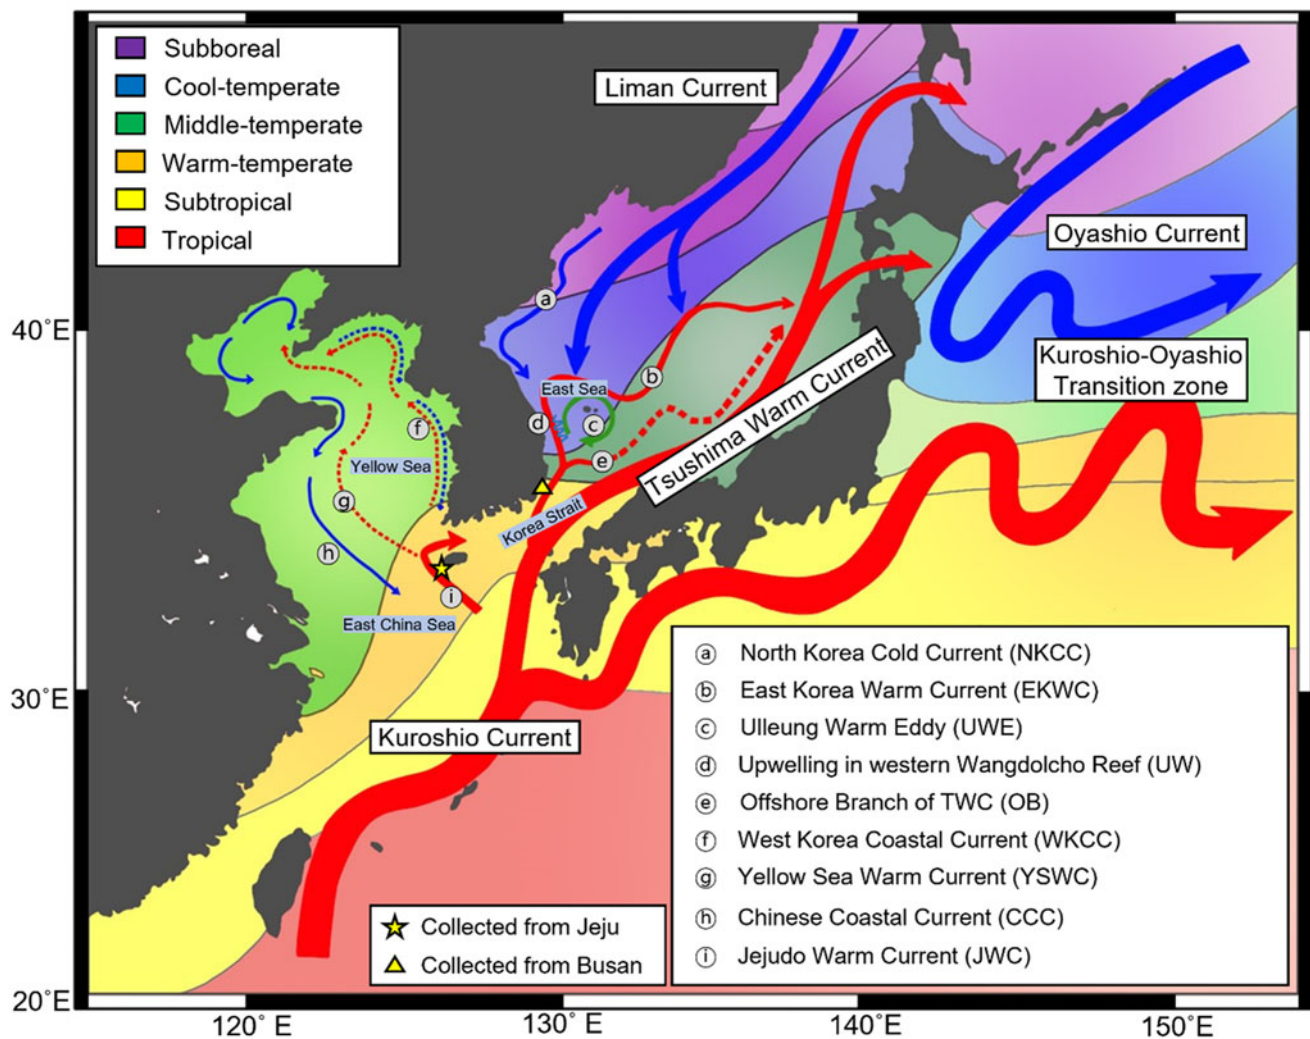 Subboreal
Cool-temperate
Middle-temperate
Warm-temperate
Subtropical
Tropical
Liman Current
Oyashio Current
Kuroshio-Oyashio
Transition zone
Tsushima Warm Current
Kuroshio Current
East Sea
Yellow Sea
Korea Strait
East China Sea
a
b
c
d
e
f
g
h
i
ⓐ North Korea Cold Current (NKCC)
ⓑ East Korea Warm Current (EKWC)
ⓒ Ulleung Warm Eddy (UWE)
ⓓ Upwelling in western Wangdolcho Reef (UW)
ⓔ Offshore Branch of TWC (OB)
ⓕ West Korea Coastal Current (WKCC)
ⓖ Yellow Sea Warm Current (YSWC)
ⓗ Chinese Coastal Current (CCC)
ⓘ Jejudo Warm Current (JWC)
Collected from Jeju
Collected from Busan
40°E
30°E
20°E
120°E
130°E
140°E
150°E